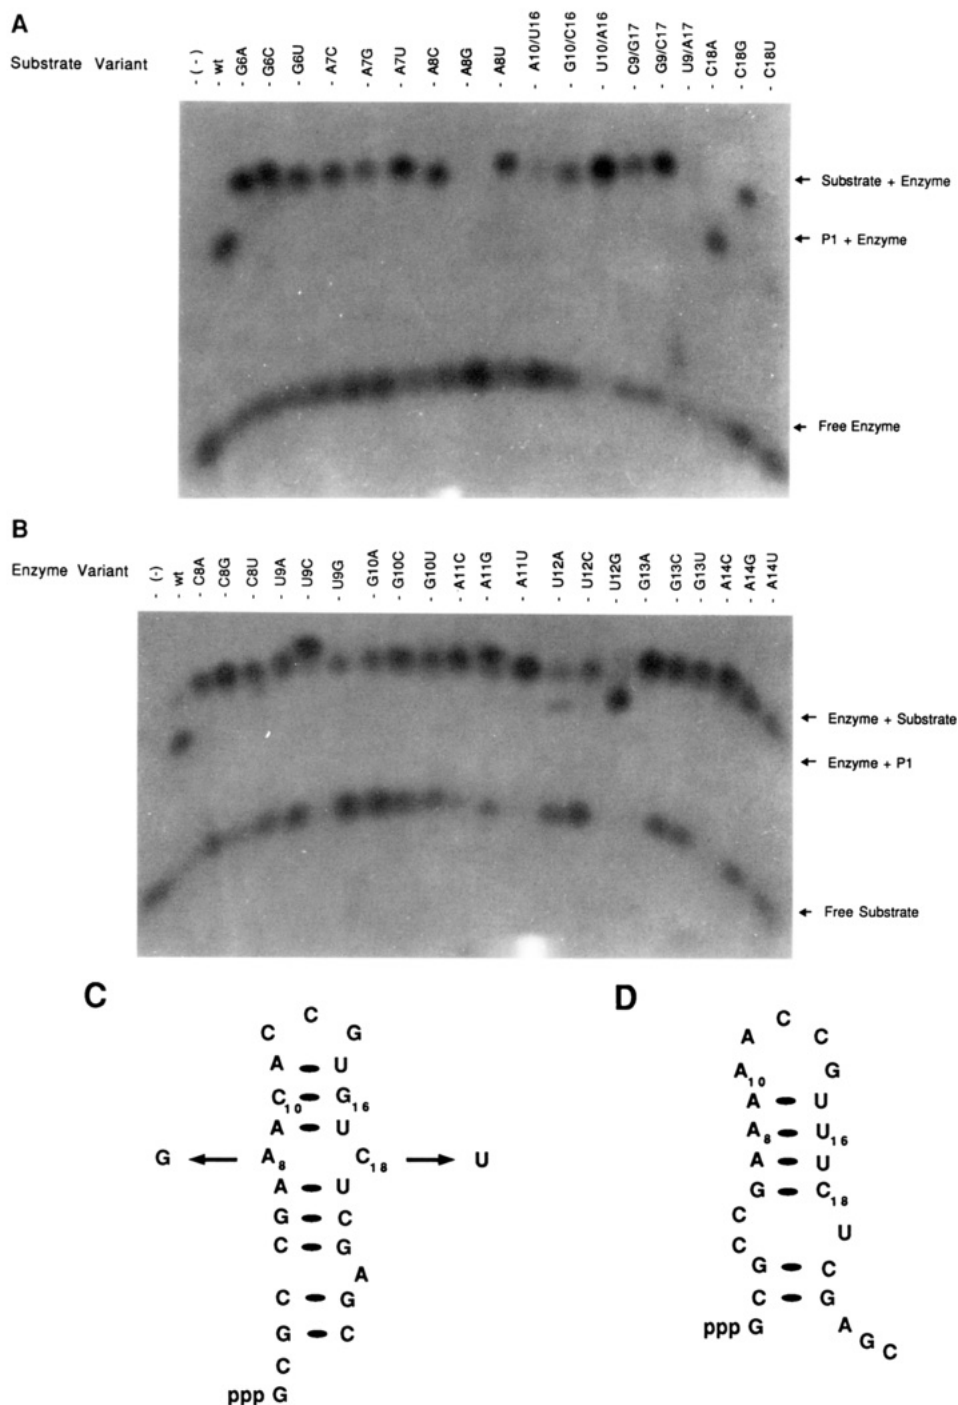 A
Substrate Variant
- (-)
- wt
- G6A
- G6C
- G6U
- A7C
- A7G
- A7U
- A8C
- A8G
- A8U
- A10/U16
- G10/C16
- U10/A16
- C9/G17
- G9/C17
- U9/A17
- C18A
- C18G
- C18U
Substrate + Enzyme
P1 + Enzyme
Free Enzyme
B
Enzyme Variant
- (-)
- wt
- C8A
- C8G
- C8U
- U9A
- U9C
- U9G
- G10A
- G10C
- G10U
- A11C
- A11G
- A11U
- U12A
- U12C
- U12G
- G13A
- G13C
- G13U
- A14C
- A14G
- A14U
Enzyme + Substrate
Enzyme + P1
Free Substrate
C
C
C G
A U
C10 G16
A U
G A8 C18 U
A U
G C
C G
A
C G
G C
C
ppp G
D
C
A C
A10 G
A U
A8 U16
A U
G C18
C U
C
G C
C G
ppp G A G C